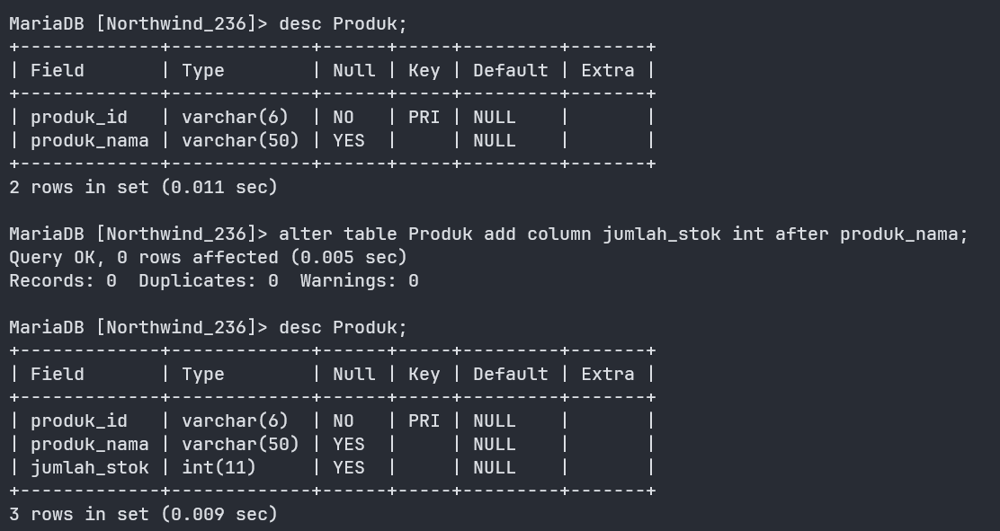 MariaDB [Northwind_236]> desc Produk;
+-------------+-------------+------+-----+---------+-------+
| Field       | Type        | Null | Key | Default | Extra |
+-------------+-------------+------+-----+---------+-------+
| produk_id   | varchar(6)  | NO   | PRI | NULL    |       |
| produk_nama | varchar(50) | YES  |     | NULL    |       |
+-------------+-------------+------+-----+---------+-------+
2 rows in set (0.011 sec)

MariaDB [Northwind_236]> alter table Produk add column jumlah_stok int after produk_nama;
Query OK, 0 rows affected (0.005 sec)
Records: 0  Duplicates: 0  Warnings: 0

MariaDB [Northwind_236]> desc Produk;
+-------------+-------------+------+-----+---------+-------+
| Field       | Type        | Null | Key | Default | Extra |
+-------------+-------------+------+-----+---------+-------+
| produk_id   | varchar(6)  | NO   | PRI | NULL    |       |
| produk_nama | varchar(50) | YES  |     | NULL    |       |
| jumlah_stok | int(11)     | YES  |     | NULL    |       |
+-------------+-------------+------+-----+---------+-------+
3 rows in set (0.009 sec)